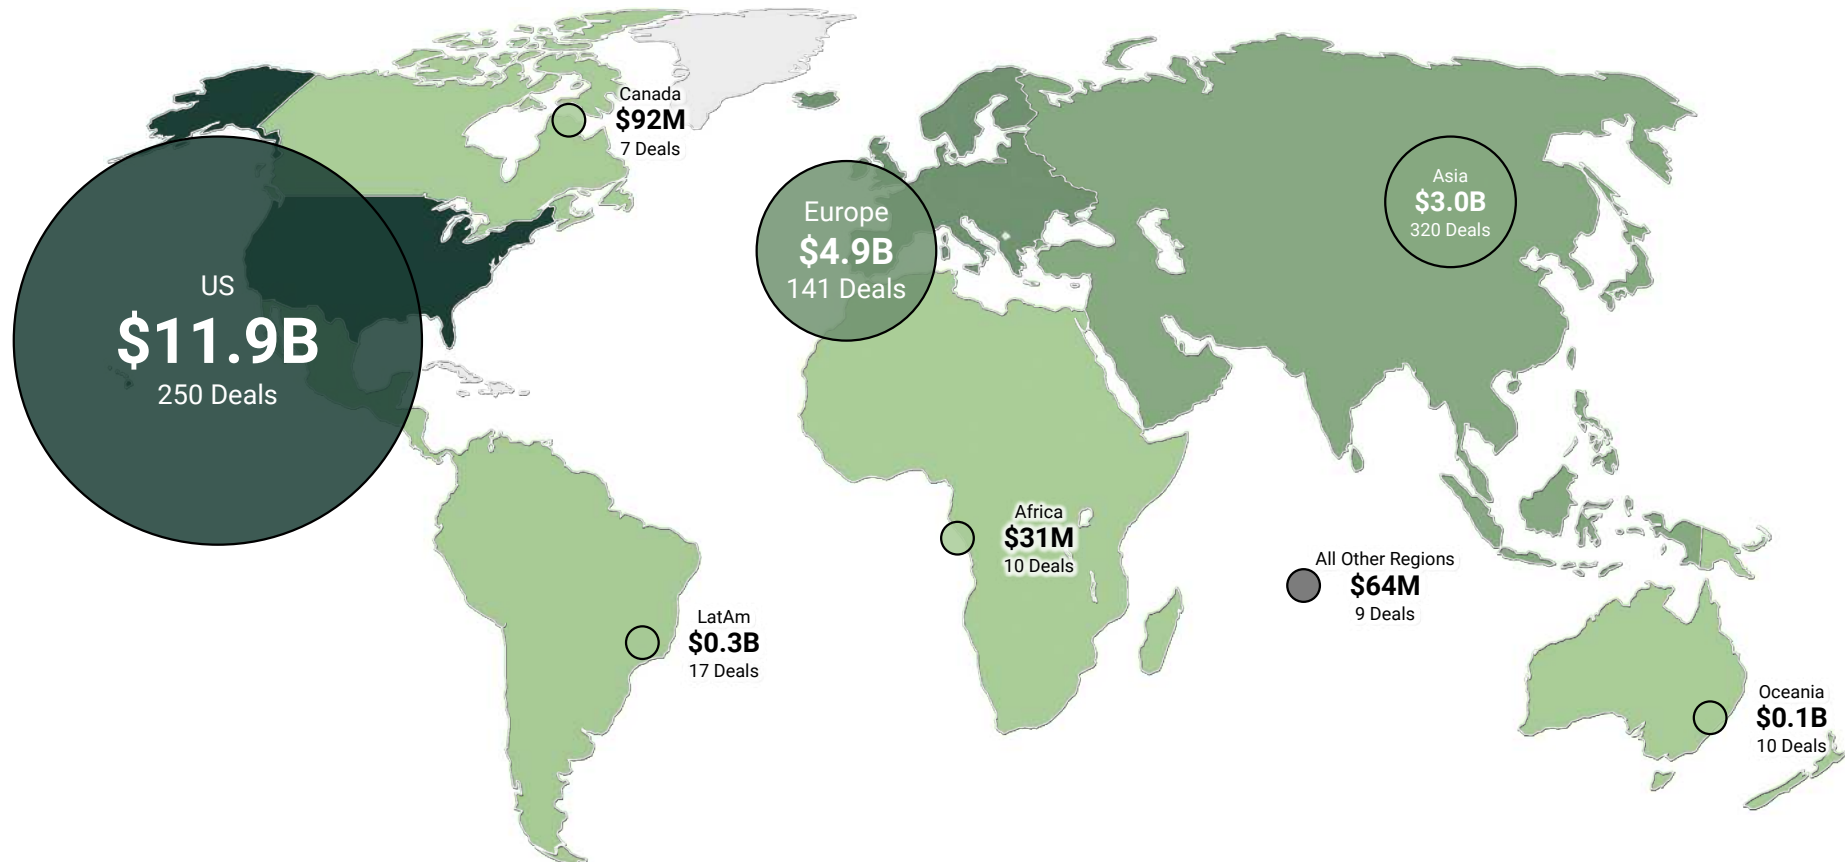 Canada
$92M
7 Deals
US
$11.9B
250 Deals
Europe
$4.9B
141 Deals
Asia
$3.0B
320 Deals
Africa
$31M
10 Deals
All Other Regions
$64M
9 Deals
LatAm
$0.3B
17 Deals
Oceania
$0.1B
10 Deals